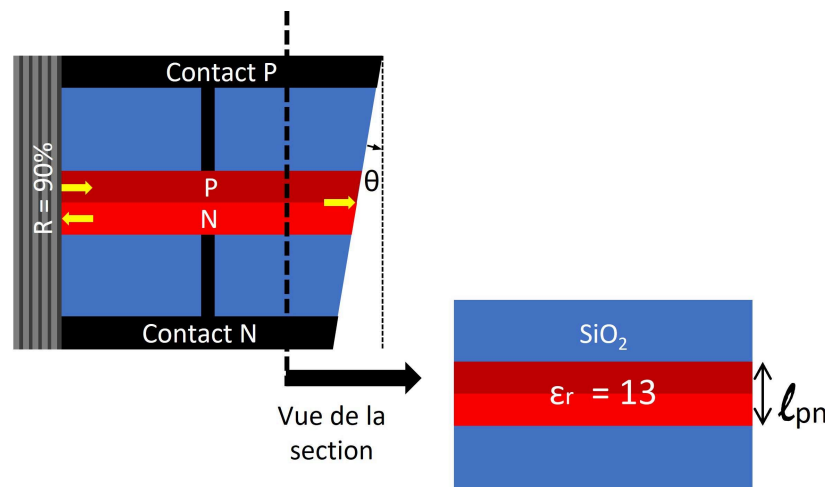 Contact P
R = 90%
P
N
θ
Contact N
Vue de la
section
SiO₂
εr = 13
ℓpn